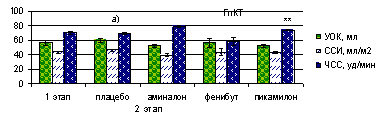 а)
ГпКТ
**
100
80
60
40
20
0
1 этап
плацебо
аминалон
фенибут
пикамилон
2 этап
УОК, мл
ССИ, мл/м2
ЧСС, уд/мин